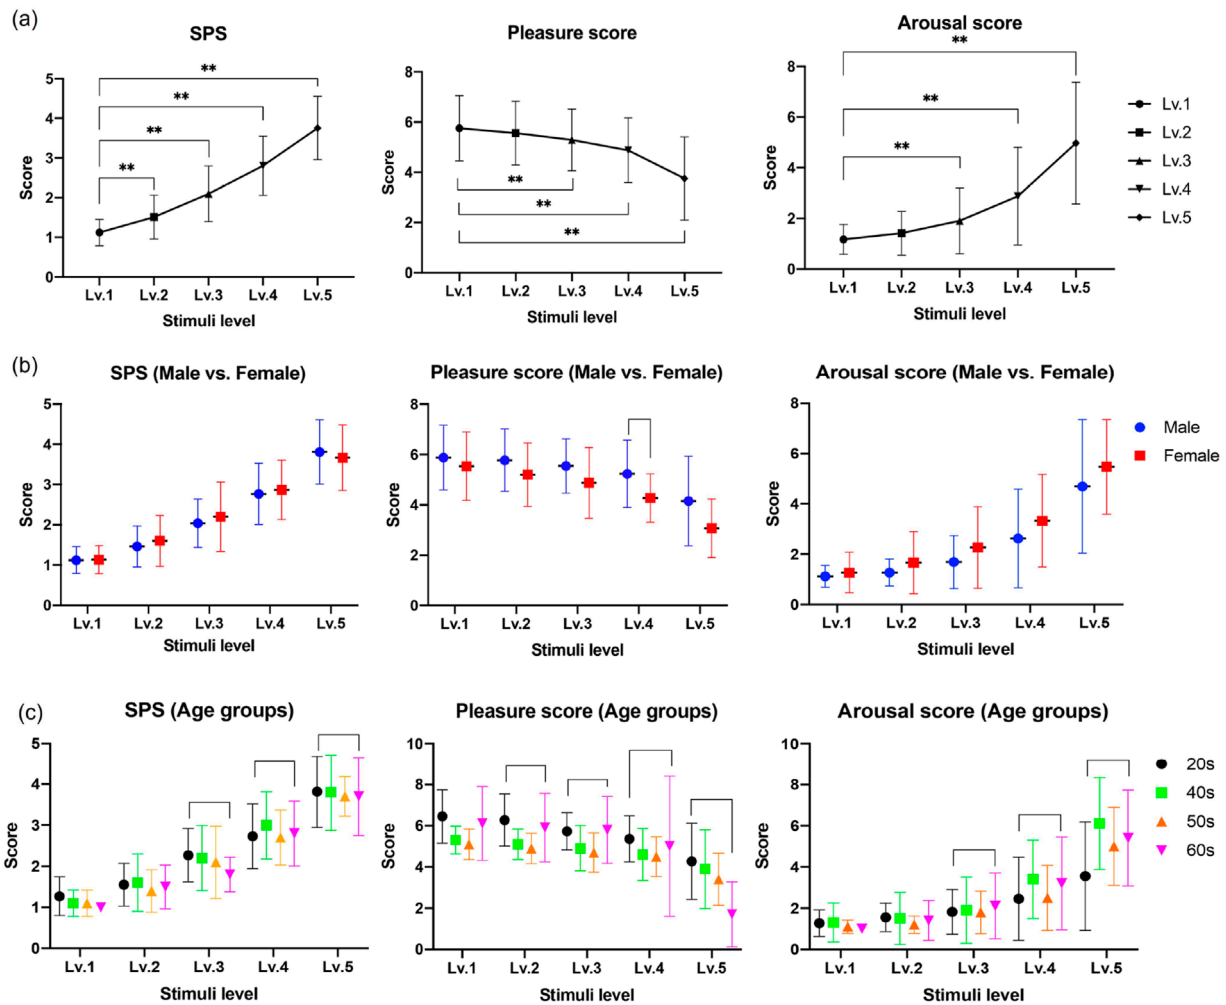 (a)
SPS
Score
5
4
3
2
1
0
**
**
**
**
Lv.1 Lv.2 Lv.3 Lv.4 Lv.5
Stimuli level
Pleasure score
Score
8
6
4
2
0
**
**
**
Lv.1 Lv.2 Lv.3 Lv.4 Lv.5
Stimuli level
Arousal score
Score
8
6
4
2
0
**
**
**
Lv.1 Lv.2 Lv.3 Lv.4 Lv.5
Stimuli level
Lv.1
Lv.2
Lv.3
Lv.4
Lv.5
(b)
SPS (Male vs. Female)
Score
5
4
3
2
1
0
Lv.1 Lv.2 Lv.3 Lv.4 Lv.5
Stimuli level
Pleasure score (Male vs. Female)
Score
8
6
4
2
0
Lv.1 Lv.2 Lv.3 Lv.4 Lv.5
Stimuli level
Arousal score (Male vs. Female)
Score
8
6
4
2
0
Lv.1 Lv.2 Lv.3 Lv.4 Lv.5
Stimuli level
Male
Female
(c)
SPS (Age groups)
Score
5
4
3
2
1
0
Lv.1 Lv.2 Lv.3 Lv.4 Lv.5
Stimuli level
Pleasure score (Age groups)
Score
10
8
6
4
2
0
Lv.1 Lv.2 Lv.3 Lv.4 Lv.5
Stimuli level
Arousal score (Age groups)
Score
10
8
6
4
2
0
Lv.1 Lv.2 Lv.3 Lv.4 Lv.5
Stimuli level
20s
40s
50s
60s